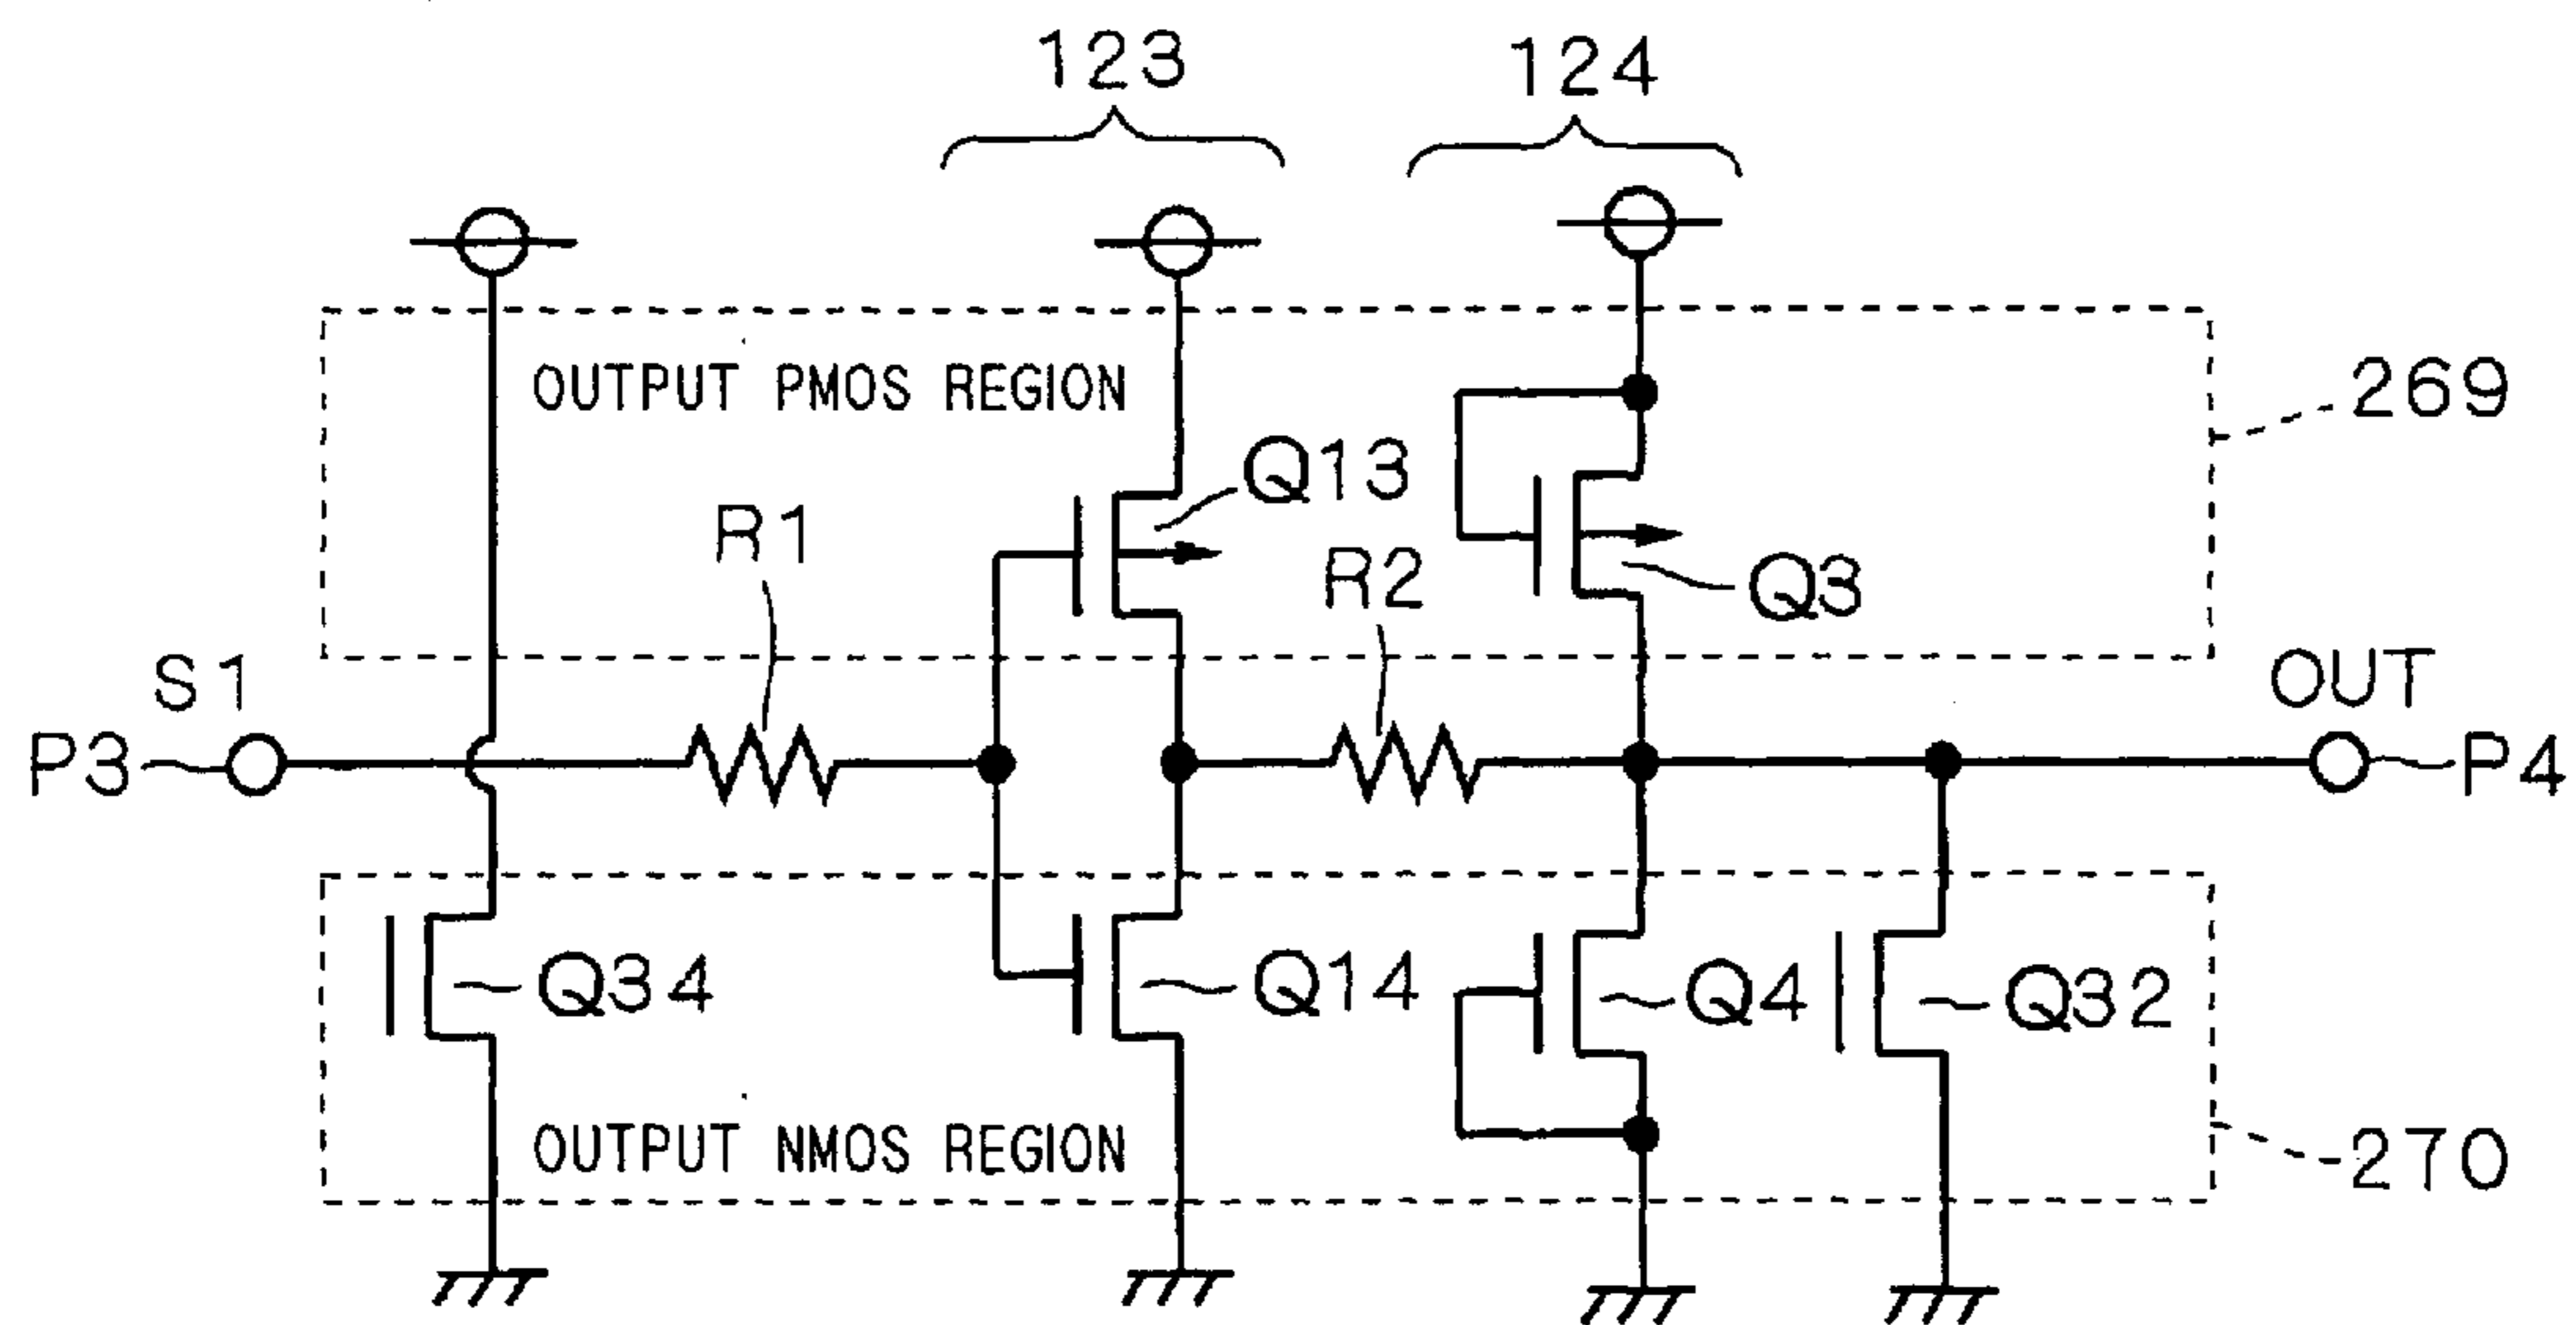 123
124
OUTPUT PMOS REGION
269
Q13
R1
R2
Q3
S1
OUT
P3
P4
Q34
Q14
Q4
Q32
OUTPUT NMOS REGION
270